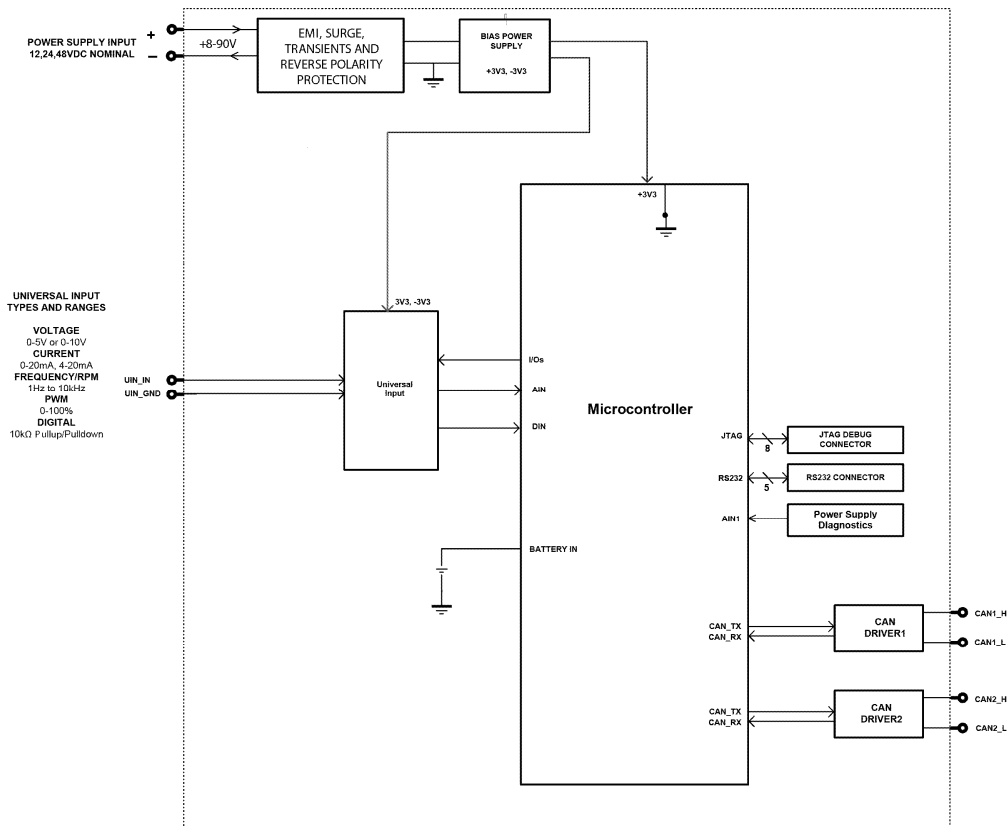 POWER SUPPLY INPUT
12,24,48VDC NOMINAL
+
–
+8-90V
EMI, SURGE,
TRANSIENTS AND
REVERSE POLARITY
PROTECTION
BIAS POWER
SUPPLY
+3V3, -3V3
+3V3
UNIVERSAL INPUT
TYPES AND RANGES
VOLTAGE
0-5V or 0-10V
CURRENT
0-20mA, 4-20mA
FREQUENCY/RPM
1Hz to 10kHz
PWM
0-100%
DIGITAL
10kΩ Pullup/Pulldown
UIN_IN
UIN_GND
3V3, -3V3
Universal
Input
I/Os
AIN
DIN
Microcontroller
JTAG
8
JTAG DEBUG
CONNECTOR
RS232
5
RS232 CONNECTOR
AIN1
Power Supply
Diagnostics
BATTERY IN
CAN_TX
CAN_RX
CAN
DRIVER1
CAN1_H
CAN1_L
CAN_TX
CAN_RX
CAN
DRIVER2
CAN2_H
CAN2_L